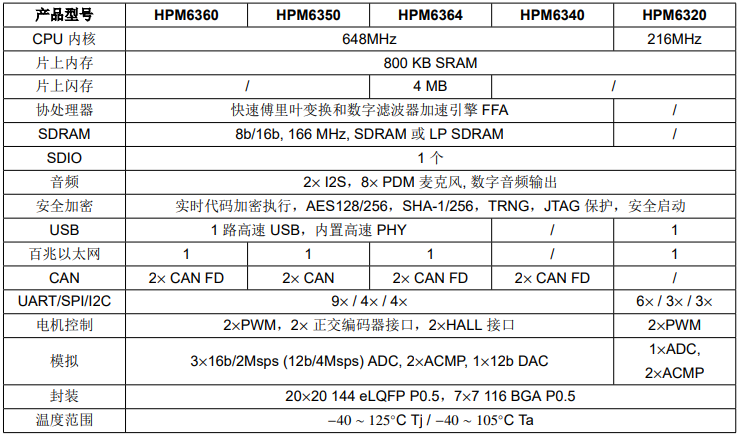 产品型号 HPM6360 HPM6350 HPM6364 HPM6340 HPM6320
CPU 内核 648MHz 216MHz
片上内存 800 KB SRAM
片上闪存 / 4 MB /
协处理器 快速傅里叶变换和数字滤波器加速引擎 FFA /
SDRAM 8b/16b, 166 MHz, SDRAM 或 LP SDRAM /
SDIO 1 个
音频 2× I2S，8× PDM 麦克风, 数字音频输出
安全加密 实时代码加密执行，AES128/256，SHA-1/256，TRNG，JTAG 保护，安全启动
USB 1 路高速 USB，内置高速 PHY / 1
百兆以太网 1 1 1 / 1
CAN 2× CAN FD 2× CAN 2× CAN FD 2× CAN FD /
UART/SPI/I2C 9× / 4× / 4× 6× / 3× / 3×
电机控制 2×PWM，2× 正交编码器接口，2×HALL 接口 2×PWM
模拟 3×16b/2Msps (12b/4Msps) ADC, 2×ACMP, 1×12b DAC 1×ADC,
2×ACMP
封装 20×20 144 eLQFP P0.5，7×7 116 BGA P0.5
温度范围 −40 ~ 125°C Tj / −40 ~ 105°C Ta